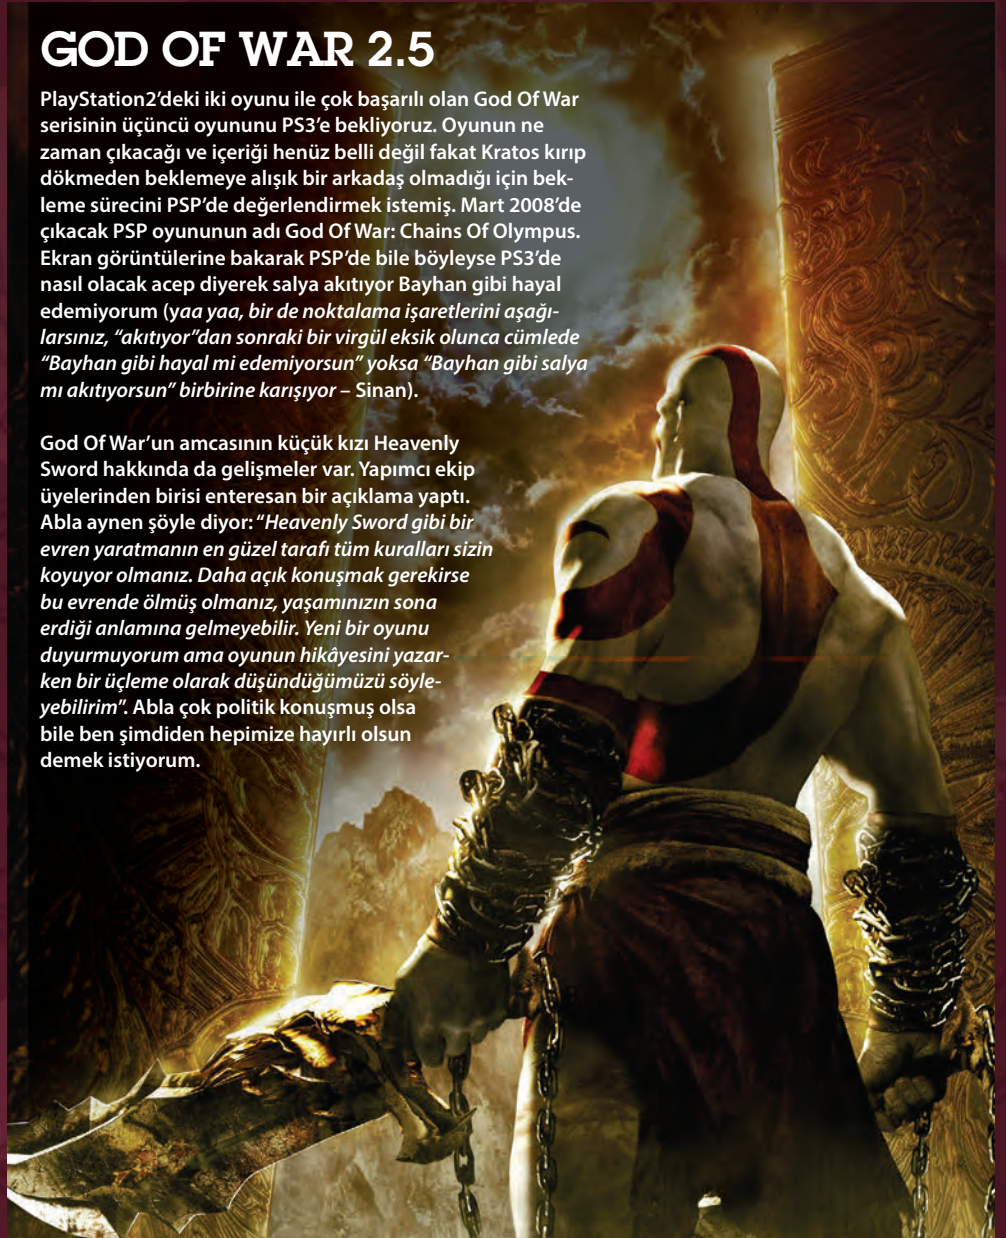 GOD OF WAR 2.5
PlayStation2’deki iki oyunu ile çok başarılı olan God Of War
serisinin üçüncü oyununu PS3’e bekliyoruz. Oyunun ne
zaman çıkacağı ve içeriği henüz belli değil fakat Kratos kırıp
dökmeden beklemeye alışık bir arkadaş olmadığı için bek-
leme sürecini PSP’de değerlendirmek istemiş. Mart 2008’de
çıkacak PSP oyununun adı God Of War: Chains Of Olympus.
Ekran görüntülerine bakarak PSP’de bile böyleyse PS3’de
nasıl olacak acep diyerek salya akıtıyor Bayhan gibi hayal
edemiyorum (yaa yaa, bir de noktalama işaretlerini aşağı-
larsınız, “akıtıyor”dan sonraki bir virgül eksik olunca cümlede
“Bayhan gibi hayal mi edemiyorsun” yoksa “Bayhan gibi salya
mı akıtıyorsun” birbirine karışıyor – Sinan).

God Of War’un amcasının küçük kızı Heavenly
Sword hakkında da gelişmeler var. Yapımcı ekip
üyelerinden birisi enteresan bir açıklama yaptı.
Abla aynen şöyle diyor: “Heavenly Sword gibi bir
evren yaratmanın en güzel tarafı tüm kuralları sizin
koyuyor olmanız. Daha açık konuşmak gerekirse
bu evrende ölmüş olmanız, yaşamınızın sona
erdiği anlamına gelmeyebilir. Yeni bir oyunu
duyurmuyorum ama oyunun hikâyesini yazar-
ken bir üçleme olarak düşündüğümüzü söyle-
yebilirim”. Abla çok politik konuşmuş olsa
bile ben şimdiden hepimize hayırlı olsun
demek istiyorum.